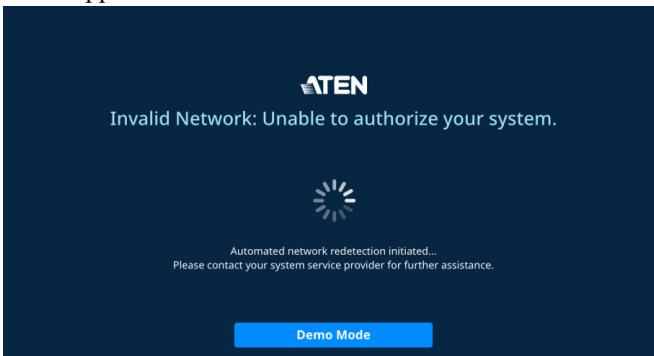 ATEN
Invalid Network: Unable to authorize your system.
Automated network redetection initiated...
Please contact your system service provider for further assistance.
Demo Mode